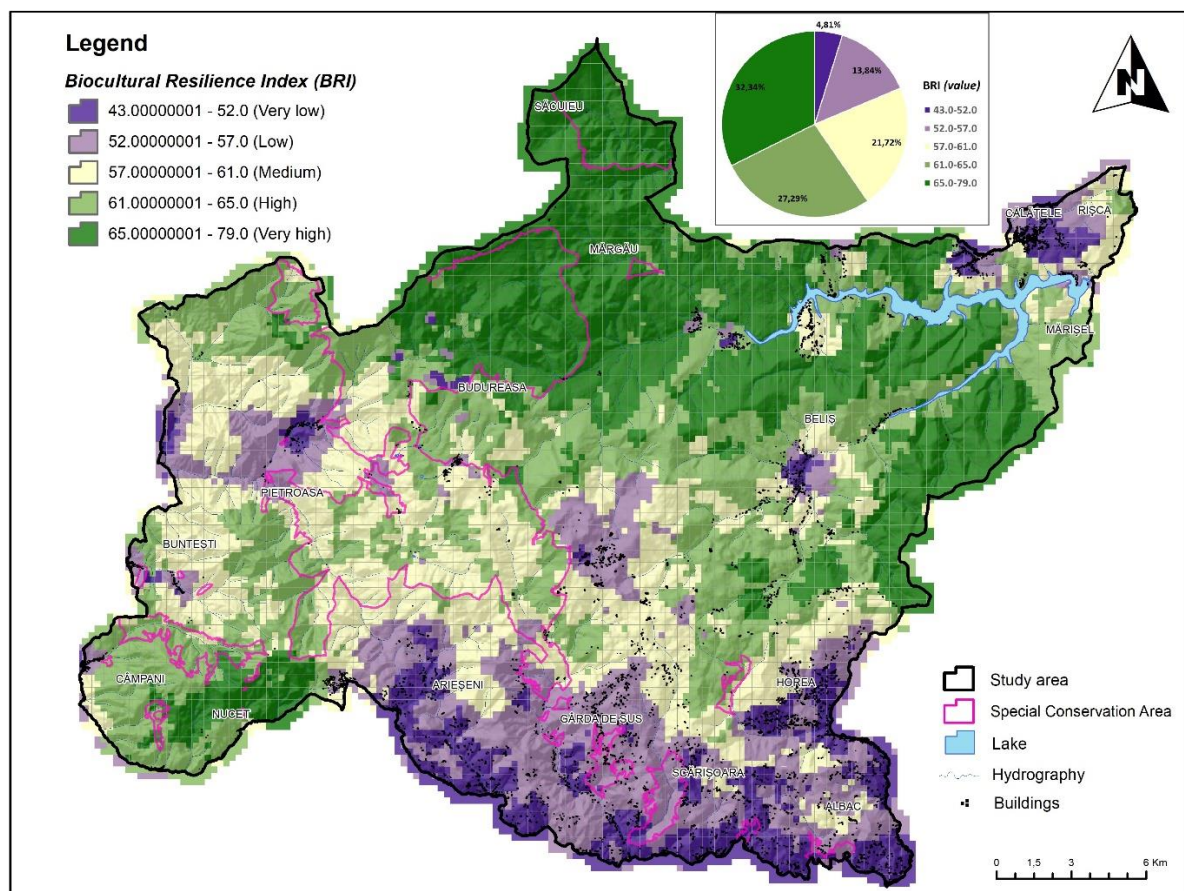 Legend
Biocultural Resilience Index (BRI)
43.00000001 - 52.0 (Very low)
52.00000001 - 57.0 (Low)
57.00000001 - 61.0 (Medium)
61.00000001 - 65.0 (High)
65.00000001 - 79.0 (Very high)
4,81%
13,84%
21,72%
27,29%
32,34%
BRI (value)
43.0-52.0
52.0-57.0
57.0-61.0
61.0-65.0
65.0-79.0
N
SĂCUIEU
MĂRGĂU
CĂLĂȚELE
RÎȘCA
MĂRIȘEL
BUDUREASA
BELIȘ
PIETROASA
BUNTEȘTI
CÂMPANI
NUCET
ARIEȘENI
GÂRDA DE SUS
HOREA
SCĂRIȘOARA
ALBAC
Study area
Special Conservation Area
Lake
Hydrography
Buildings
0 1,5 3 6 Km